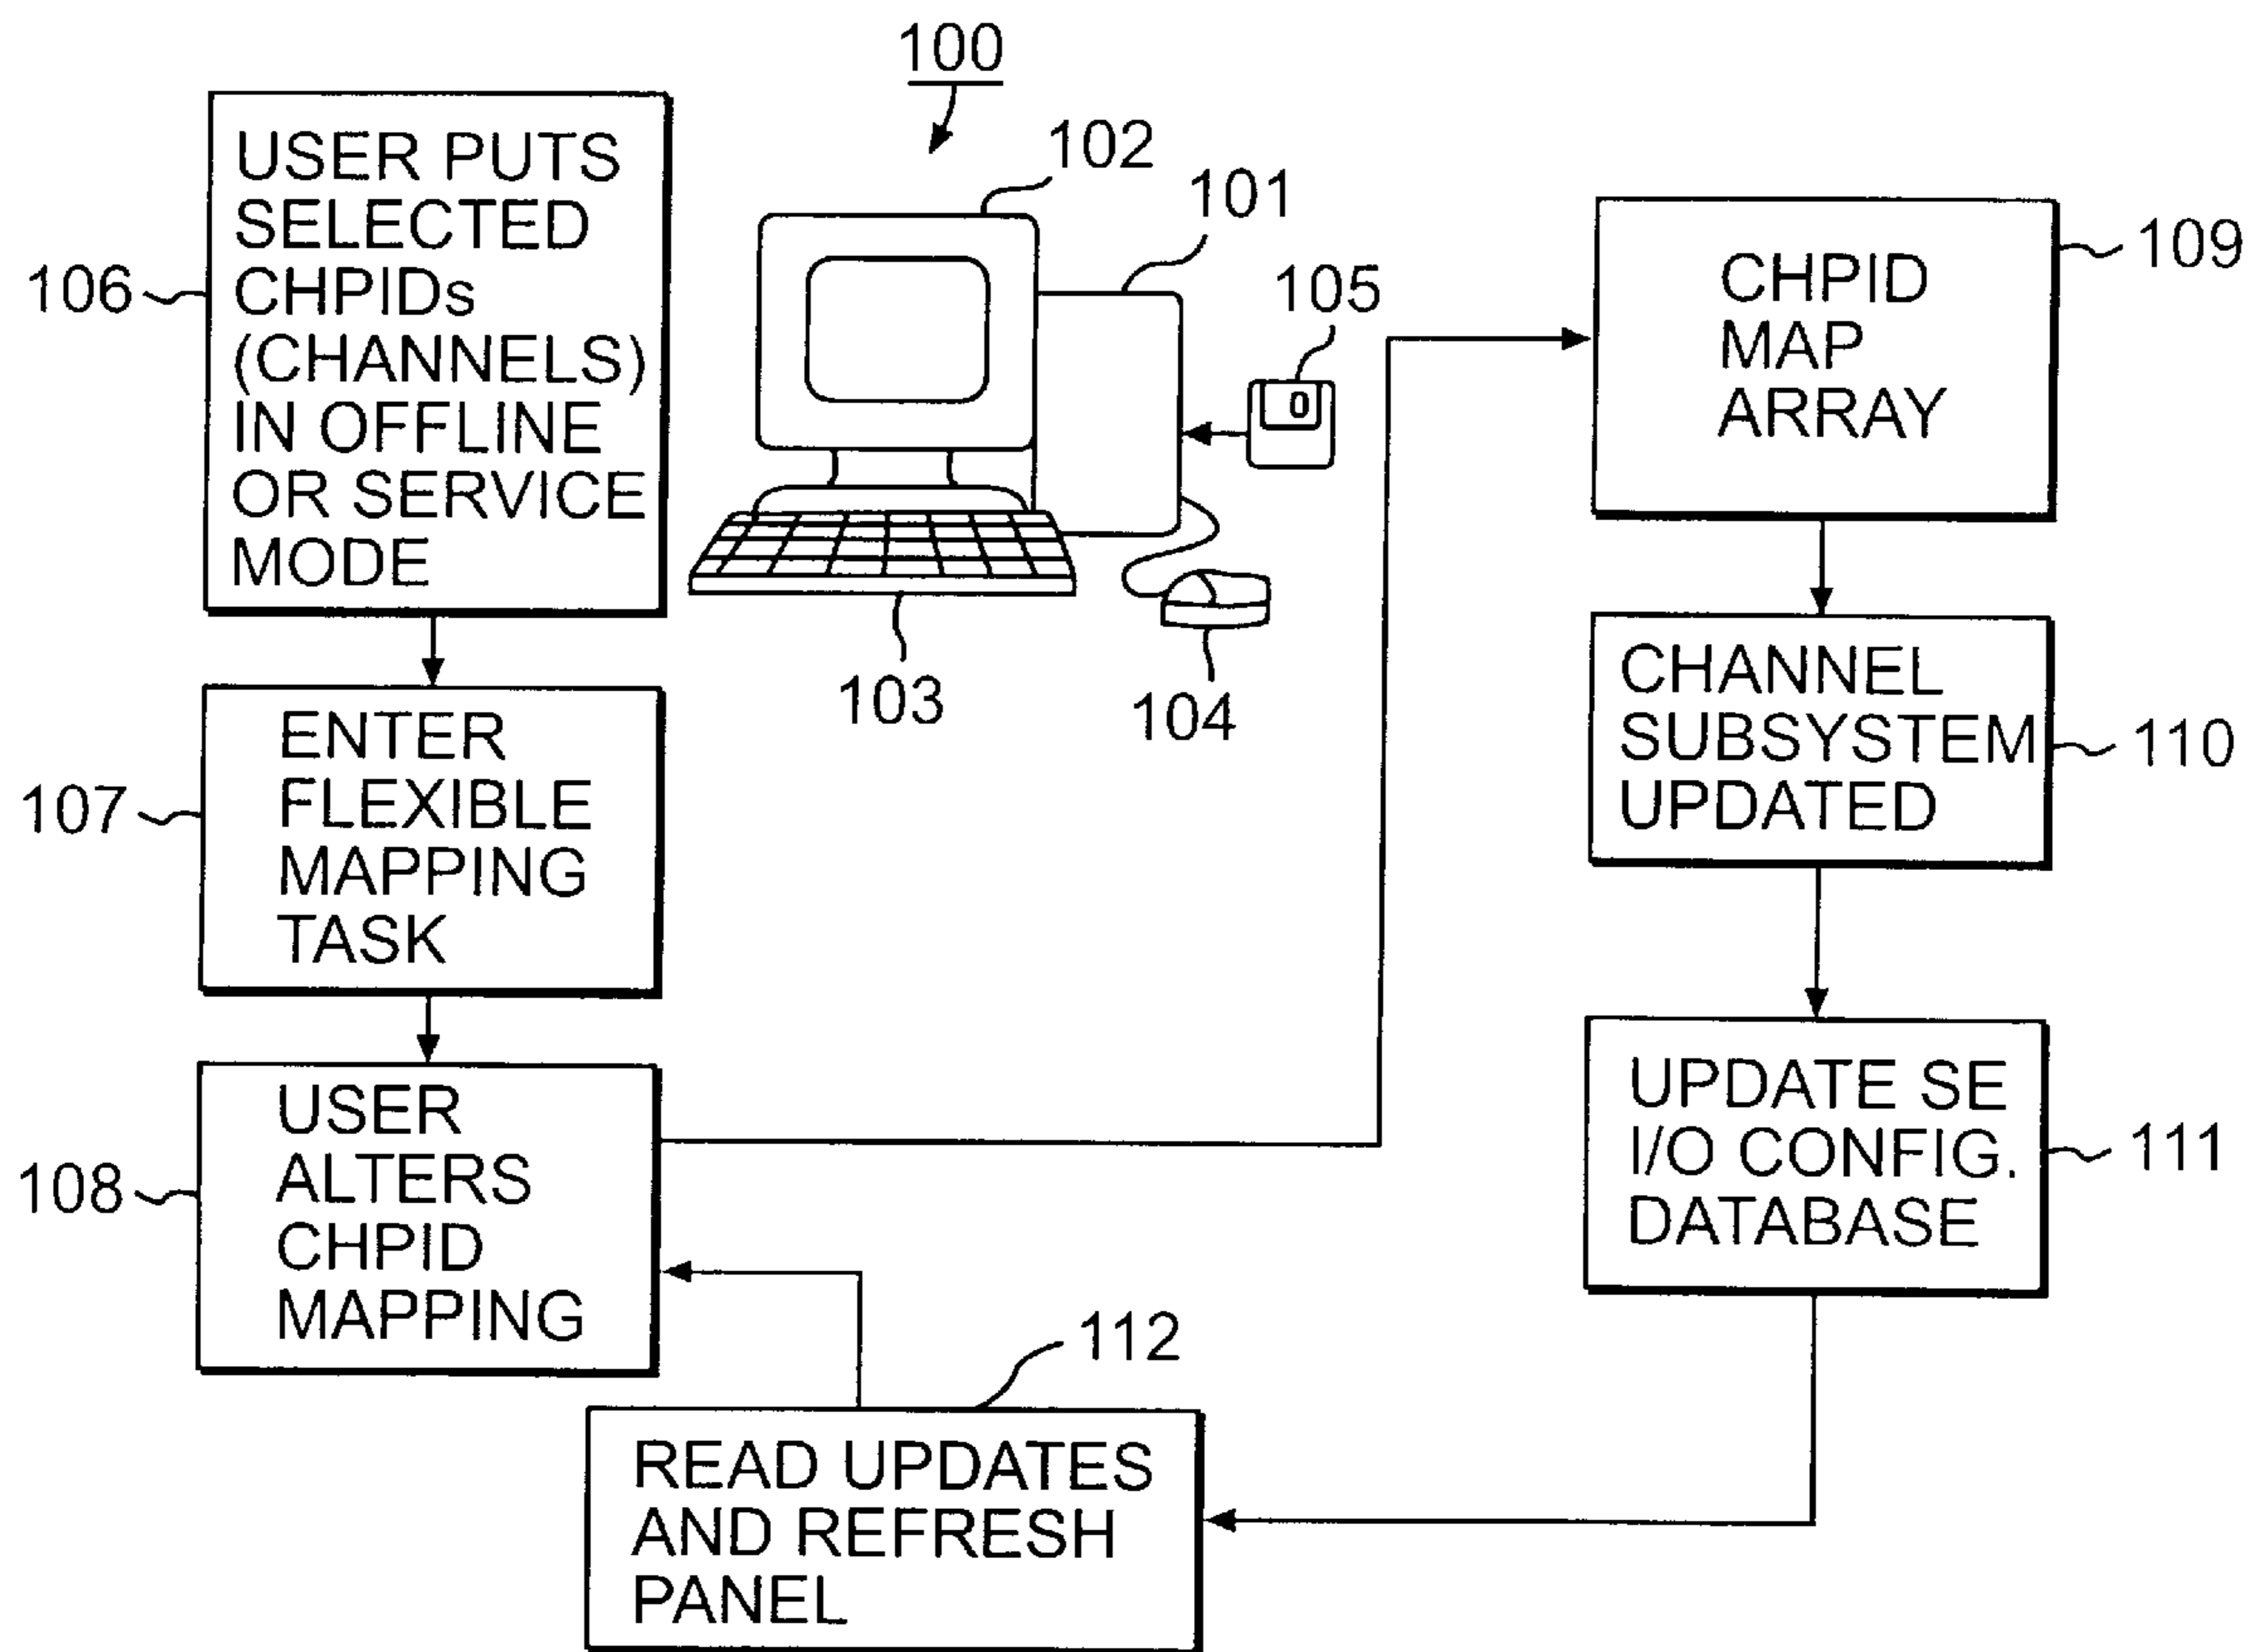 100
102
101
105
103
104
106
USER PUTS
SELECTED
CHPIDs
(CHANNELS)
IN OFFLINE
OR SERVICE
MODE
107
ENTER
FLEXIBLE
MAPPING
TASK
108
USER
ALTERS
CHPID
MAPPING
109
CHPID
MAP
ARRAY
110
CHANNEL
SUBSYSTEM
UPDATED
111
UPDATE SE
I/O CONFIG.
DATABASE
112
READ UPDATES
AND REFRESH
PANEL